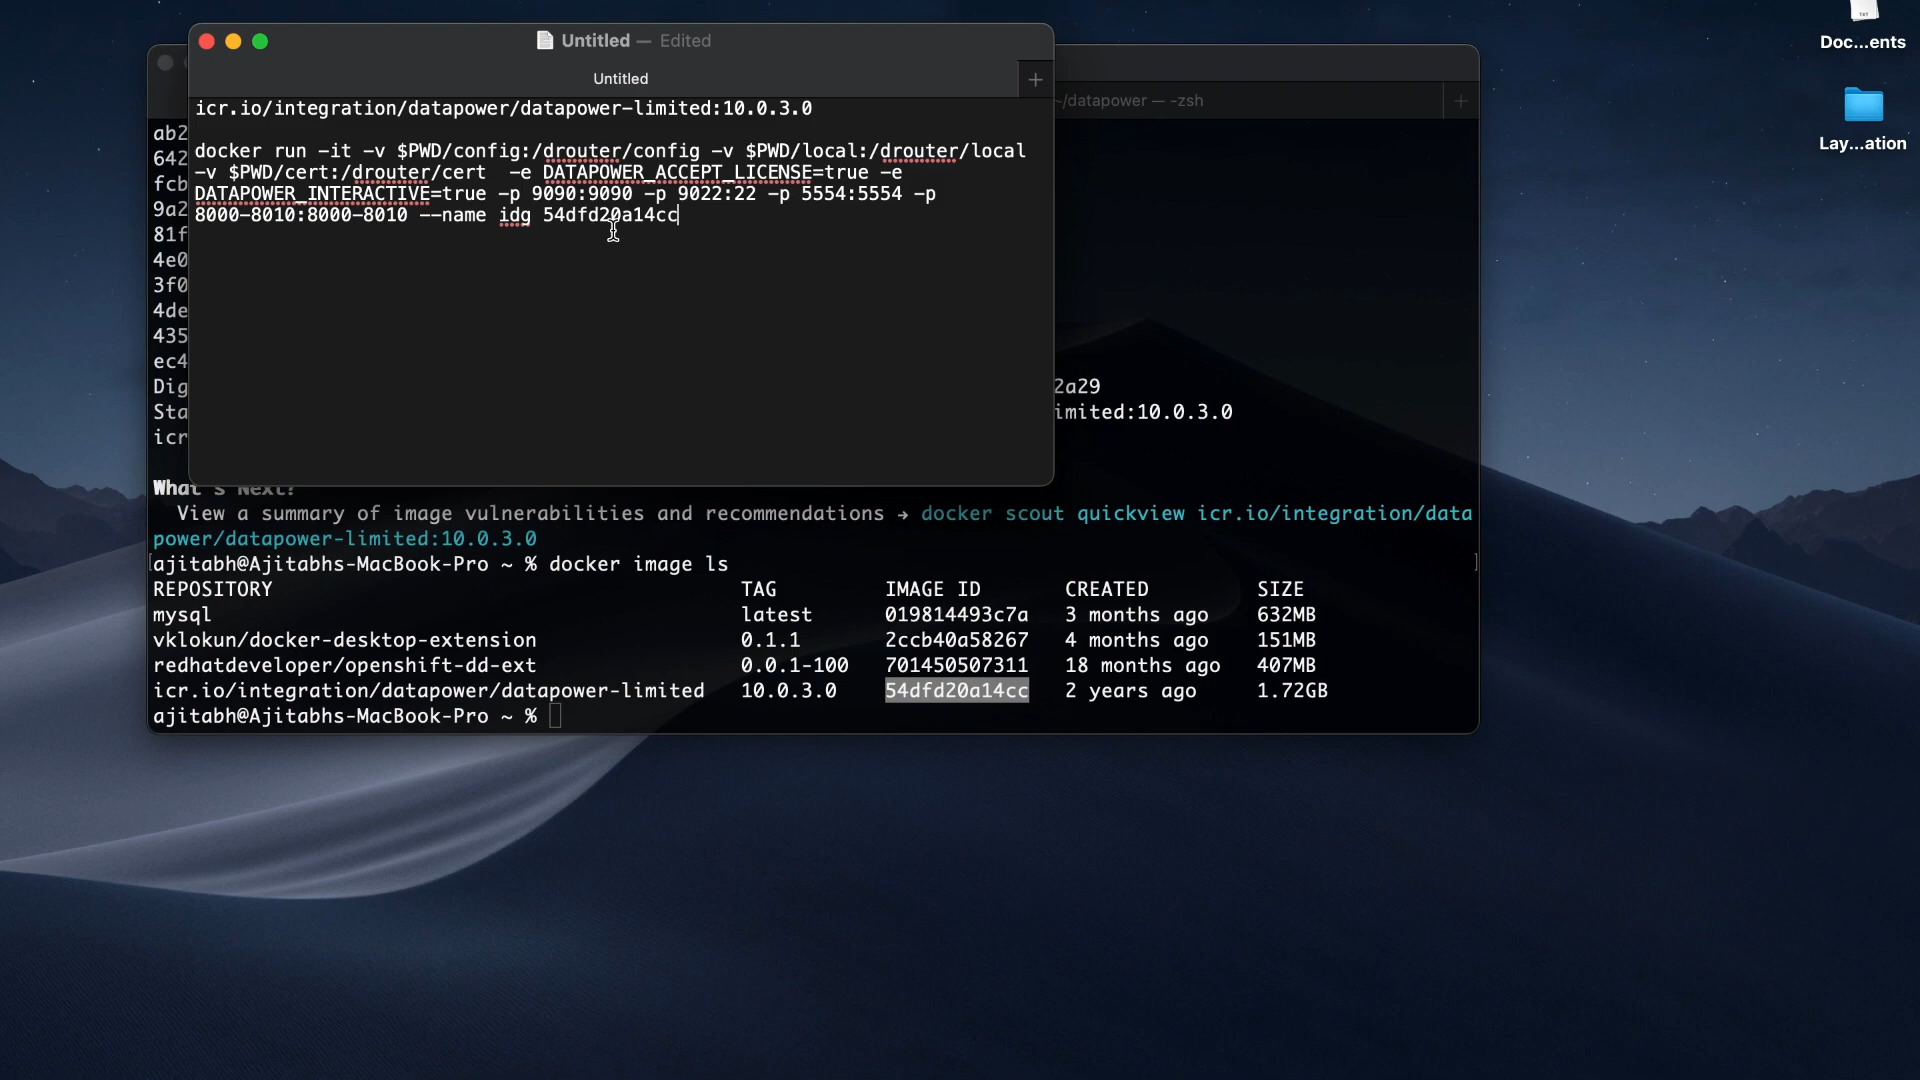 Untitled — Edited
Untitled
icr.io/integration/datapower/datapower-limited:10.0.3.0
docker run -it -v $PWD/config:/drouter/config -v $PWD/local:/drouter/local
-v $PWD/cert:/drouter/cert  -e DATAPOWER_ACCEPT_LICENSE=true -e
DATAPOWER_INTERACTIVE=true -p 9090:9090 -p 9022:22 -p 5554:5554 -p
8000-8010:8000-8010 --name idg 54dfd20a14cc
~/datapower — -zsh
ab2
642
fcb
9a2
81f
4e0
3f0
4de
435
ec4
Dig 2a29
Sta imited:10.0.3.0
icr
What's Next?
View a summary of image vulnerabilities and recommendations → docker scout quickview icr.io/integration/data
power/datapower-limited:10.0.3.0
ajitabh@Ajitabhs-MacBook-Pro ~ % docker image ls
REPOSITORY TAG IMAGE ID CREATED SIZE
mysql latest 019814493c7a 3 months ago 632MB
vklokun/docker-desktop-extension 0.1.1 2ccb40a58267 4 months ago 151MB
redhatdeveloper/openshift-dd-ext 0.0.1-100 701450507311 18 months ago 407MB
icr.io/integration/datapower/datapower-limited 10.0.3.0 54dfd20a14cc 2 years ago 1.72GB
ajitabh@Ajitabhs-MacBook-Pro ~ %
TXT
Doc...ents
Lay...ation